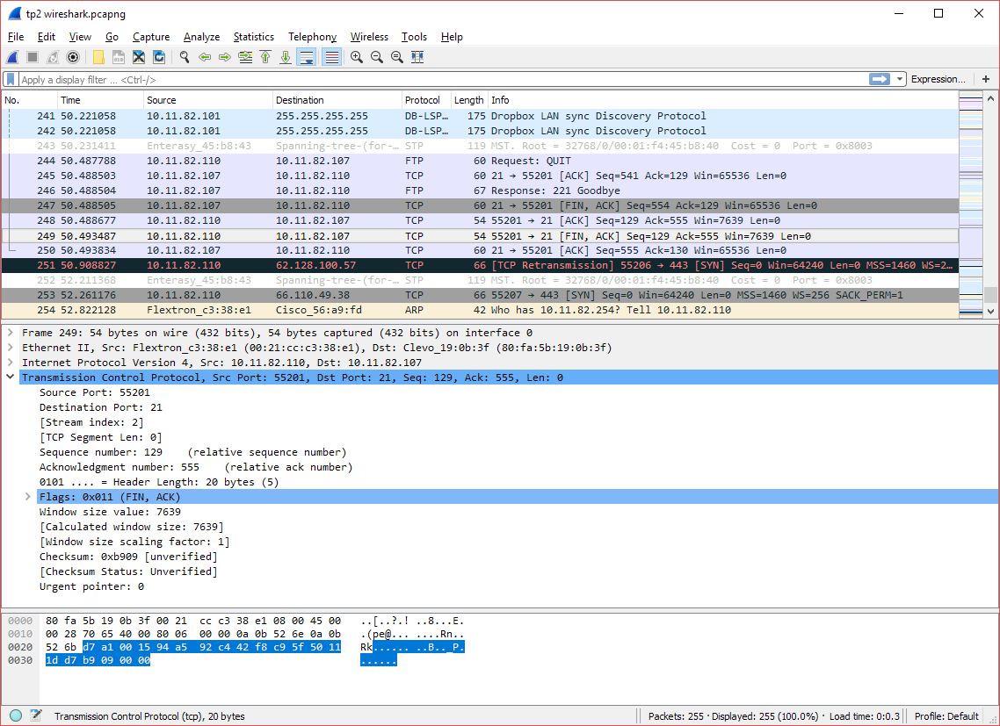 tp2 wireshark.pcapng
File Edit View Go Capture Analyze Statistics Telephony Wireless Tools Help
Apply a display filter ... <Ctrl-/> Expression... +
No. Time Source Destination Protocol Length Info
241 50.221058 10.11.82.101 255.255.255.255 DB-LSP… 175 Dropbox LAN sync Discovery Protocol
242 50.221058 10.11.82.101 255.255.255.255 DB-LSP… 175 Dropbox LAN sync Discovery Protocol
243 50.231411 Enterasy_45:b8:43 Spanning-tree-(for-… STP 119 MST. Root = 32768/0/00:01:f4:45:b8:40 Cost = 0 Port = 0x8003
244 50.487788 10.11.82.110 10.11.82.107 FTP 60 Request: QUIT
245 50.488503 10.11.82.107 10.11.82.110 TCP 60 21 → 55201 [ACK] Seq=541 Ack=129 Win=65536 Len=0
246 50.488504 10.11.82.107 10.11.82.110 FTP 67 Response: 221 Goodbye
247 50.488505 10.11.82.107 10.11.82.110 TCP 60 21 → 55201 [FIN, ACK] Seq=554 Ack=129 Win=65536 Len=0
248 50.488677 10.11.82.110 10.11.82.107 TCP 54 55201 → 21 [ACK] Seq=129 Ack=555 Win=7639 Len=0
249 50.493487 10.11.82.110 10.11.82.107 TCP 54 55201 → 21 [FIN, ACK] Seq=129 Ack=555 Win=7639 Len=0
250 50.493834 10.11.82.107 10.11.82.110 TCP 60 21 → 55201 [ACK] Seq=555 Ack=130 Win=65536 Len=0
251 50.908827 10.11.82.110 62.128.100.57 TCP 66 [TCP Retransmission] 55206 → 443 [SYN] Seq=0 Win=64240 Len=0 MSS=1460 WS=2…
252 52.211368 Enterasy_45:b8:43 Spanning-tree-(for-… STP 119 MST. Root = 32768/0/00:01:f4:45:b8:40 Cost = 0 Port = 0x8003
253 52.261176 10.11.82.110 66.110.49.38 TCP 66 55207 → 443 [SYN] Seq=0 Win=64240 Len=0 MSS=1460 WS=256 SACK_PERM=1
254 52.822128 Flextron_c3:38:e1 Cisco_56:a9:fd ARP 42 Who has 10.11.82.254? Tell 10.11.82.110
Frame 249: 54 bytes on wire (432 bits), 54 bytes captured (432 bits) on interface 0
Ethernet II, Src: Flextron_c3:38:e1 (00:21:cc:c3:38:e1), Dst: Clevo_19:0b:3f (80:fa:5b:19:0b:3f)
Internet Protocol Version 4, Src: 10.11.82.110, Dst: 10.11.82.107
Transmission Control Protocol, Src Port: 55201, Dst Port: 21, Seq: 129, Ack: 555, Len: 0
Source Port: 55201
Destination Port: 21
[Stream index: 2]
[TCP Segment Len: 0]
Sequence number: 129 (relative sequence number)
Acknowledgment number: 555 (relative ack number)
0101 .... = Header Length: 20 bytes (5)
Flags: 0x011 (FIN, ACK)
Window size value: 7639
[Calculated window size: 7639]
[Window size scaling factor: 1]
Checksum: 0xb909 [unverified]
[Checksum Status: Unverified]
Urgent pointer: 0
0000 80 fa 5b 19 0b 3f 00 21 cc c3 38 e1 08 00 45 00 ..[..?.! ..8...E.
0010 00 28 70 65 40 00 80 06 00 00 0a 0b 52 6e 0a 0b .(pe@... ....Rn..
0020 52 6b d7 a1 00 15 94 a5 92 c4 42 f8 c9 5f 50 11 Rk...... ..B.._P.
0030 1d d7 b9 09 00 00 ......
Transmission Control Protocol (tcp), 20 bytes Packets: 255 · Displayed: 255 (100.0%) · Load time: 0:0.3 Profile: Default